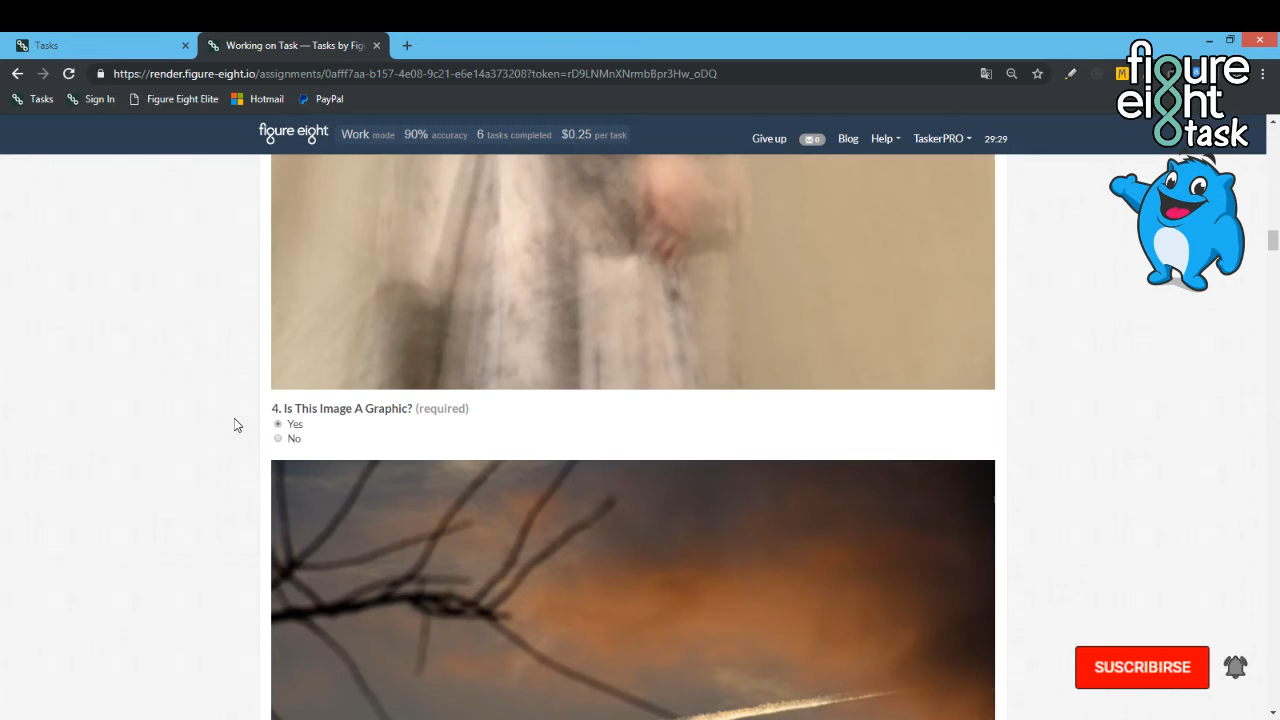 Tasks
Working on Task — Tasks by Fig
https://render.figure-eight.io/assignments/0afff7aa-b157-4e08-9c21-e6e14a373208?token=rD9LNMnXNrmbBpr3Hw_oDQ
Tasks Sign In Figure Eight Elite Hotmail PayPal
figure
eight
task
figure eight Work mode 90% accuracy 6 tasks completed $0.25 per task Give up 0 Blog Help TaskerPRO 29:29
4. Is This Image A Graphic? (required)
Yes
No
SUSCRIBIRSE